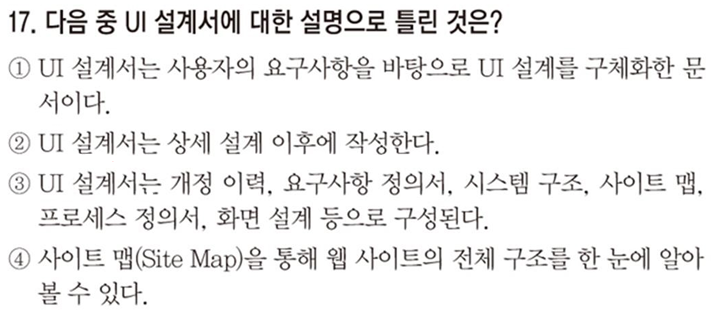 17. 다음 중 UI 설계서에 대한 설명으로 틀린 것은?
① UI 설계서는 사용자의 요구사항을 바탕으로 UI 설계를 구체화한 문
서이다.
② UI 설계서는 상세 설계 이후에 작성한다.
③ UI 설계서는 개정 이력, 요구사항 정의서, 시스템 구조, 사이트 맵,
프로세스 정의서, 화면 설계 등으로 구성된다.
④ 사이트 맵(Site Map)을 통해 웹 사이트의 전체 구조를 한 눈에 알아
볼 수 있다.